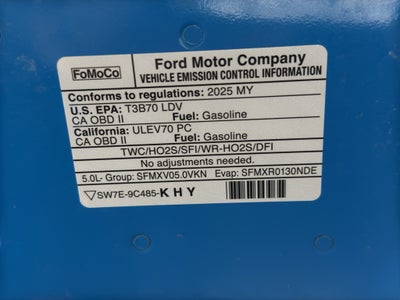 FoMoCo
Ford Motor Company
VEHICLE EMISSION CONTROL INFORMATION
Conforms to regulations: 2025 MY
U.S. EPA: T3B70 LDV
CA OBD II Fuel: Gasoline
California: ULEV70 PC
CA OBD II Fuel: Gasoline
TWC/HO2S/SFI/WR-HO2S/DFI
No adjustments needed.
5.0L- Group: SFMXV05.0VKN Evap: SFMXR0130NDE
▽SW7E-9C485-KHY